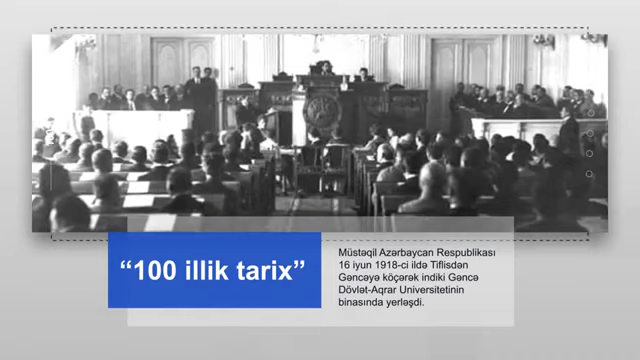 “100 illik tarix”
Müstəqil Azərbaycan Respublikası
16 iyun 1918-ci ildə Tiflisdən
Gəncəyə köçərək indiki Gəncə
Dövlət-Aqrar Universitetinin
binasında yerləşdi.